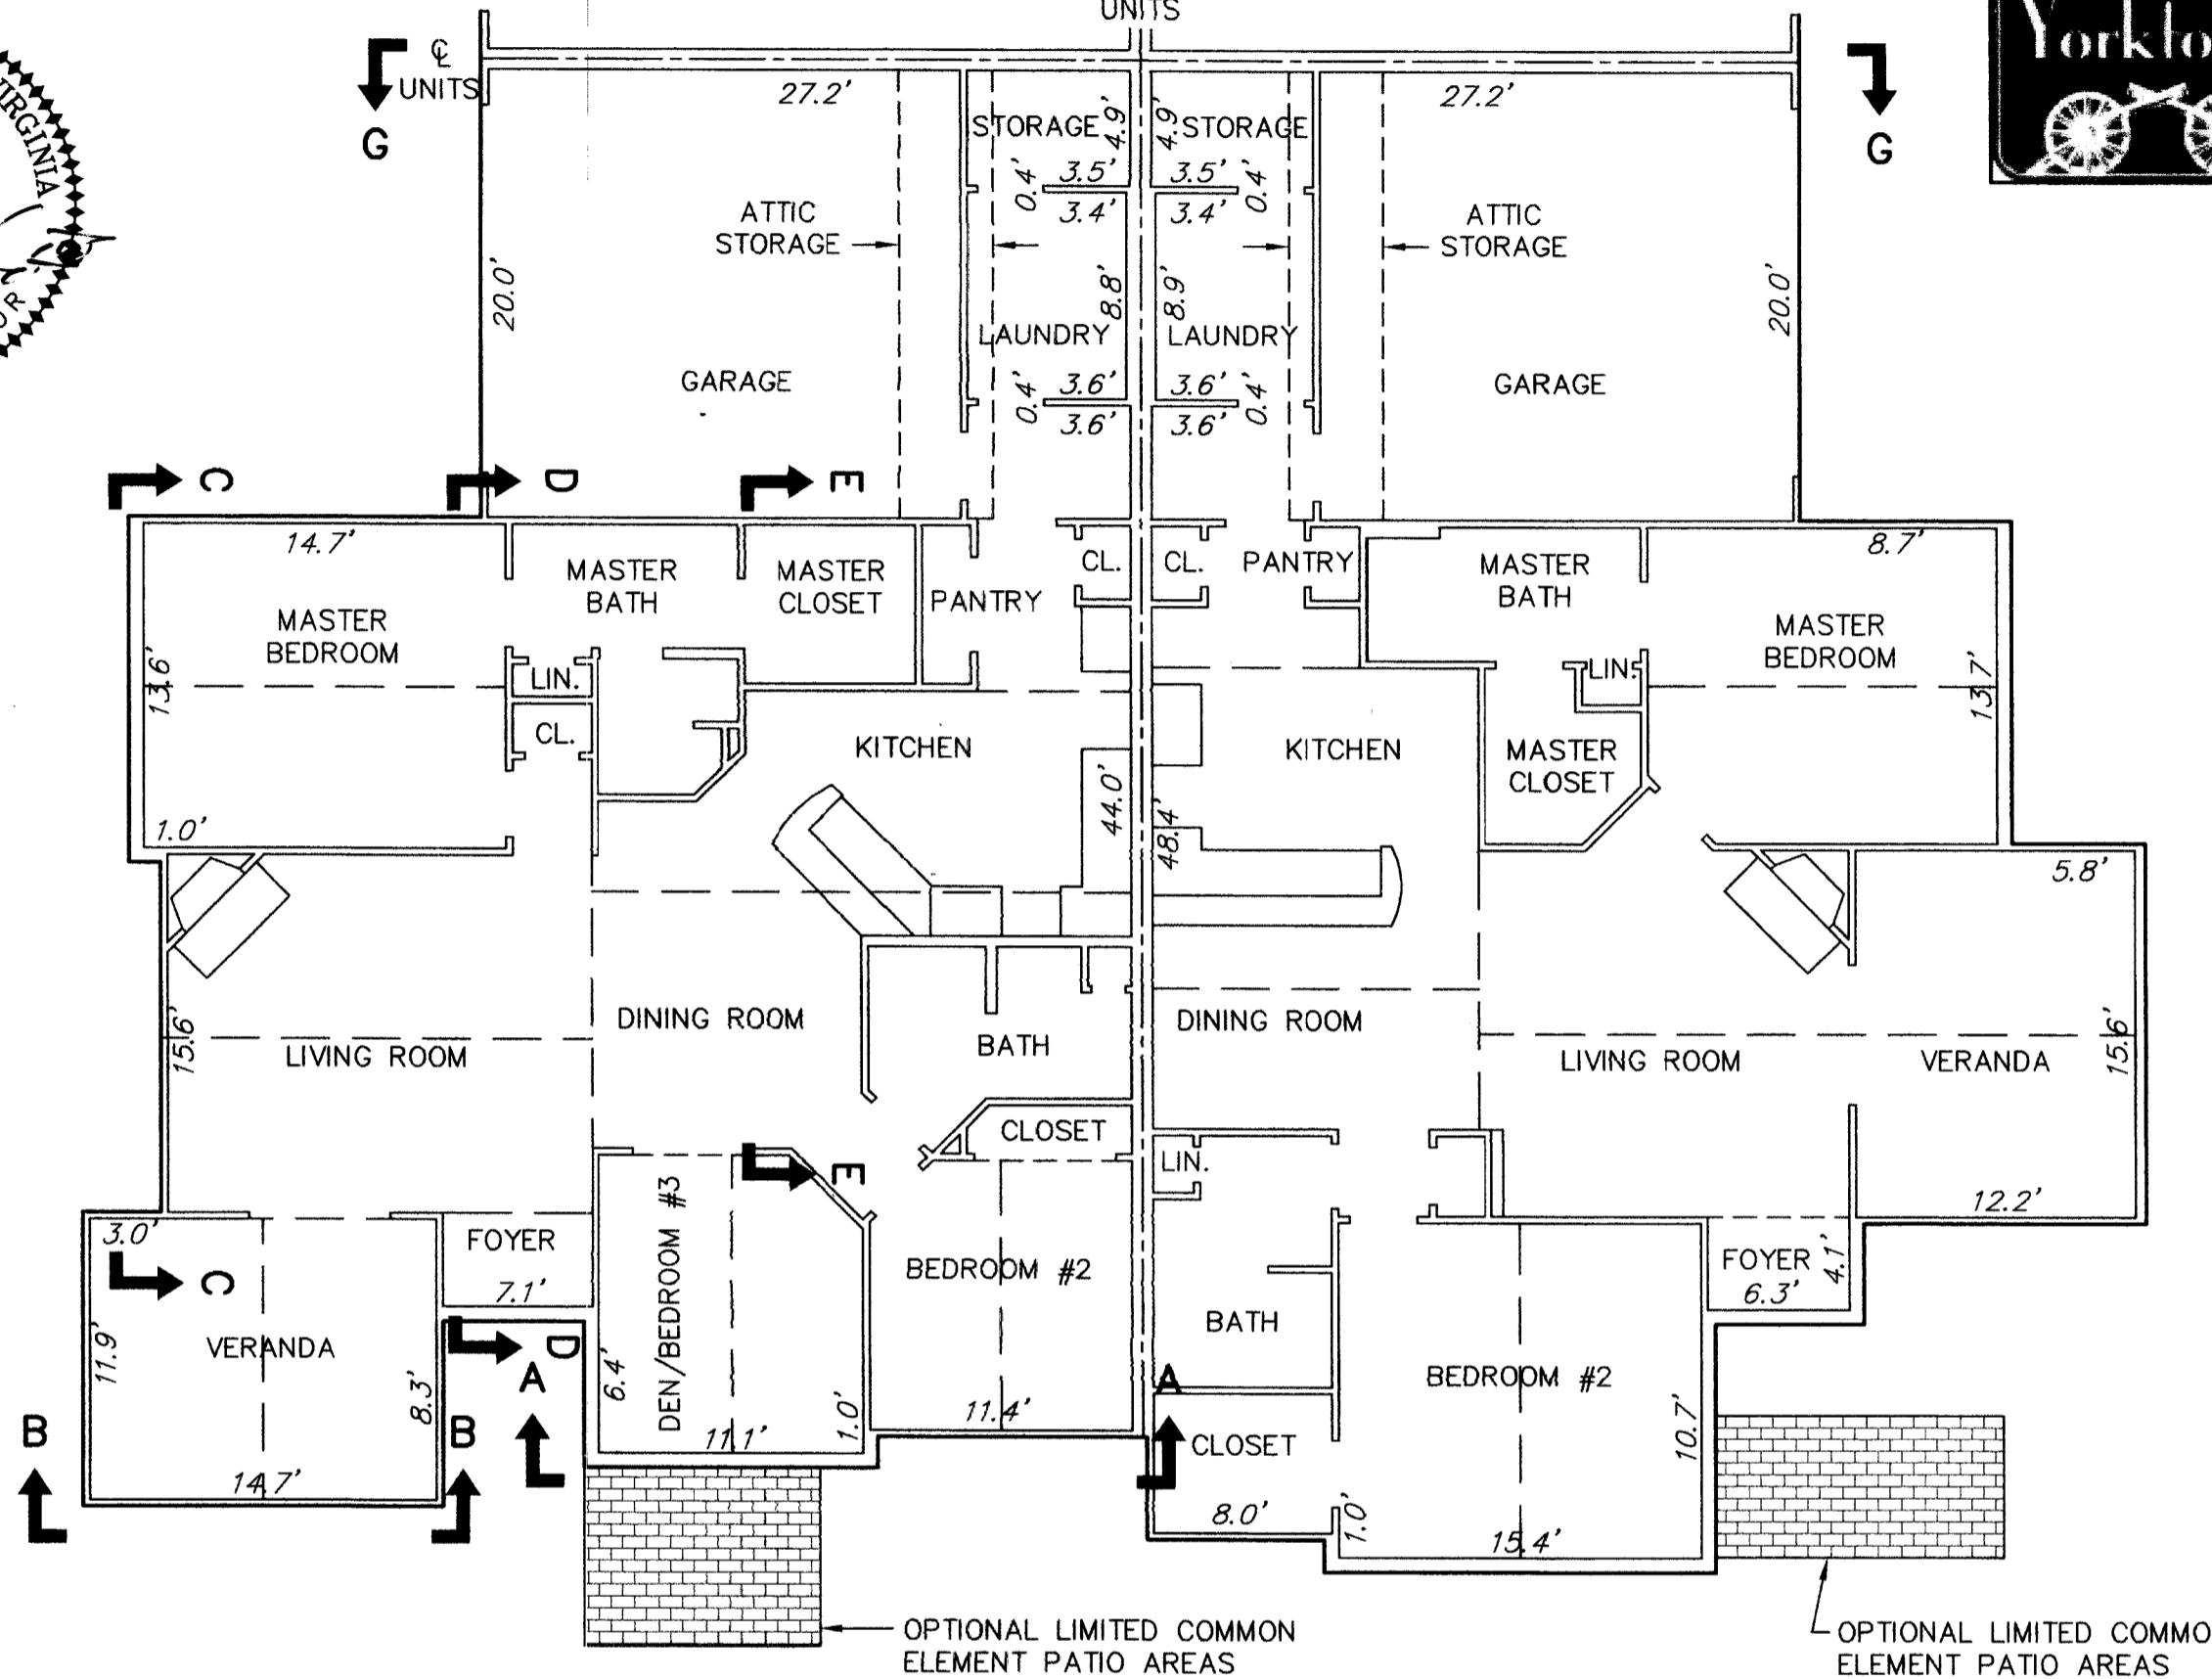 UNITS
℄
UNITS
G
27.2'
STORAGE
4.9'
4.9'
STORAGE
27.2'
G
3.5'
0.4'
3.4'
3.5'
0.4'
3.4'
ATTIC
STORAGE
ATTIC
STORAGE
20.0'
8.8'
8.9'
20.0'
LAUNDRY
LAUNDRY
GARAGE
GARAGE
3.6'
0.4'
3.6'
3.6'
0.4'
3.6'
C
D
E
14.7'
MASTER
BEDROOM
MASTER
BATH
MASTER
CLOSET
PANTRY
CL.
CL.
PANTRY
MASTER
BATH
8.7'
MASTER
BEDROOM
13.6'
LIN.
LIN.
13.7'
CL.
KITCHEN
KITCHEN
MASTER
CLOSET
44.0'
48.4'
1.0'
5.8'
15.6'
LIVING ROOM
DINING ROOM
BATH
DINING ROOM
LIVING ROOM
VERANDA
15.6'
CLOSET
LIN.
E
3.0'
C
FOYER
7.1'
DEN/BEDROOM #3
BEDROOM #2
FOYER
4.1'
6.3'
12.2'
11.9'
VERANDA
8.3'
D
A
6.4'
1.0'
11.1'
11.4'
BATH
A
BEDROOM #2
10.7'
B
B
14.7'
CLOSET
8.0'
1.0'
15.4'
OPTIONAL LIMITED COMMON
ELEMENT PATIO AREAS
OPTIONAL LIMITED COMMO
ELEMENT PATIO AREAS
VIRGINIA
Yorkto